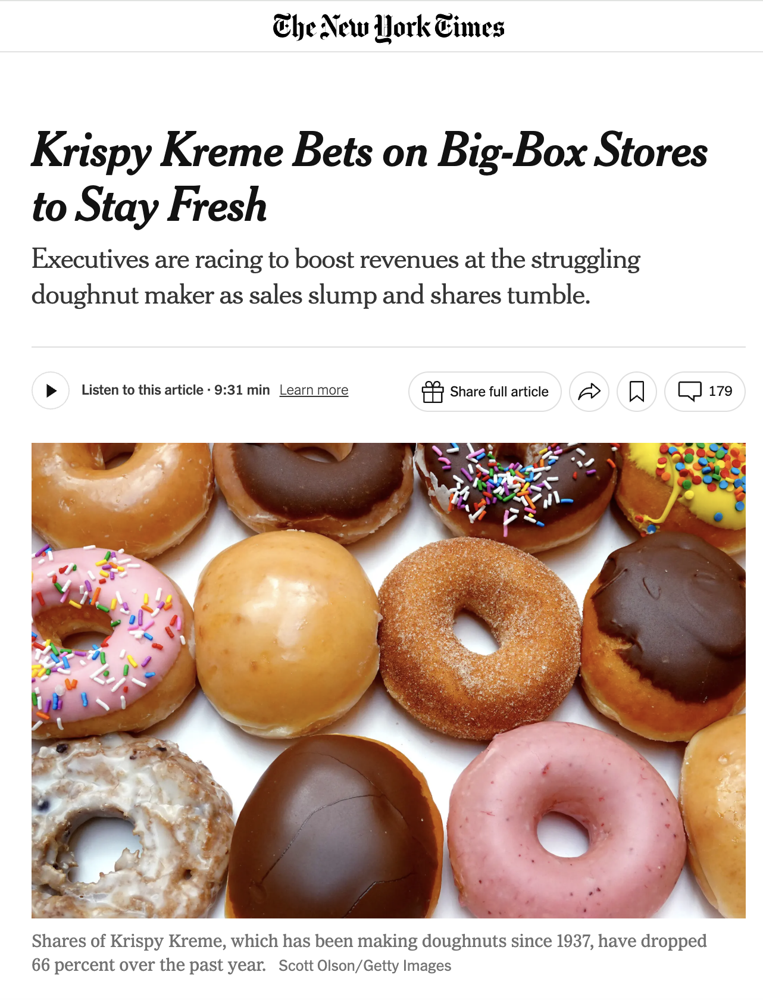 The New York Times
Krispy Kreme Bets on Big-Box Stores
to Stay Fresh
Executives are racing to boost revenues at the struggling
doughnut maker as sales slump and shares tumble.
Listen to this article · 9:31 min Learn more
Share full article
179
Shares of Krispy Kreme, which has been making doughnuts since 1937, have dropped
66 percent over the past year. Scott Olson/Getty Images